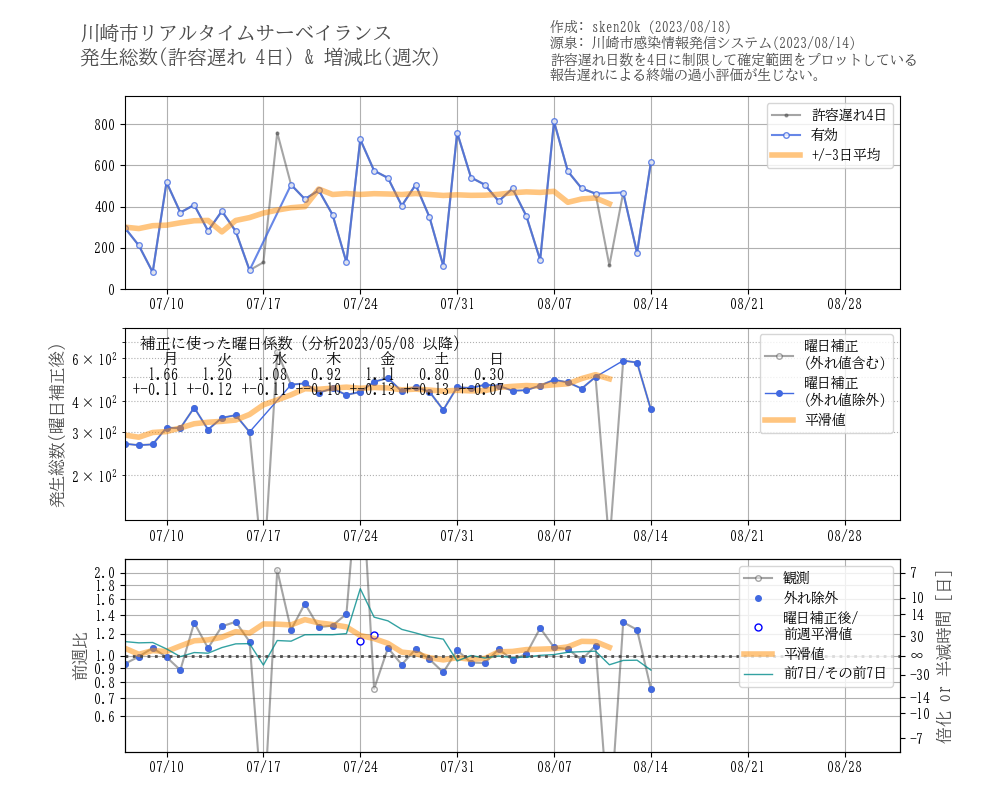 川崎市リアルタイムサーベイランス
発生総数(許容遅れ 4日) & 増減比(週次)
作成: sken20k (2023/08/18)
源泉: 川崎市感染情報発信システム(2023/08/14)
許容遅れ日数を4日に制限して確定範囲をプロットしている
報告遅れによる終端の過小評価が生じない。
800
600
400
200
0
許容遅れ4日
有効
+/-3日平均
07/10 07/17 07/24 07/31 08/07 08/14 08/21 08/28
発生総数(曜日補正後)
6 × 10²
4 × 10²
3 × 10²
2 × 10²
補正に使った曜日係数 (分析2023/05/08 以降)
月 火 水 木 金 土 日
1.66 1.20 1.08 0.92 1.11 0.80 0.30
+-0.11 +-0.12 +-0.11 +-0.10 +-0.13 +-0.13 +-0.07
曜日補正
(外れ値含む)
曜日補正
(外れ値除外)
平滑値
07/10 07/17 07/24 07/31 08/07 08/14 08/21 08/28
前週比
2.0
1.8
1.6
1.4
1.2
1.0
0.9
0.8
0.7
0.6
観測
外れ除外
曜日補正後/
前週平滑値
平滑値
前7日/その前7日
7
10
14
30
∞
-30
-14
-10
-7
倍化 or 半減時間 [日]
07/10 07/17 07/24 07/31 08/07 08/14 08/21 08/28